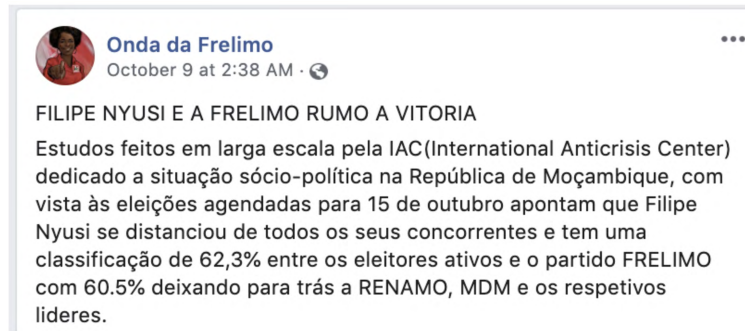 Onda da Frelimo
October 9 at 2:38 AM ·
FILIPE NYUSI E A FRELIMO RUMO A VITORIA
Estudos feitos em larga escala pela IAC(International Anticrisis Center)
dedicado a situação sócio-política na República de Moçambique, com
vista às eleições agendadas para 15 de outubro apontam que Filipe
Nyusi se distanciou de todos os seus concorrentes e tem uma
classificação de 62,3% entre os eleitores ativos e o partido FRELIMO
com 60.5% deixando para trás a RENAMO, MDM e os respetivos
lideres.